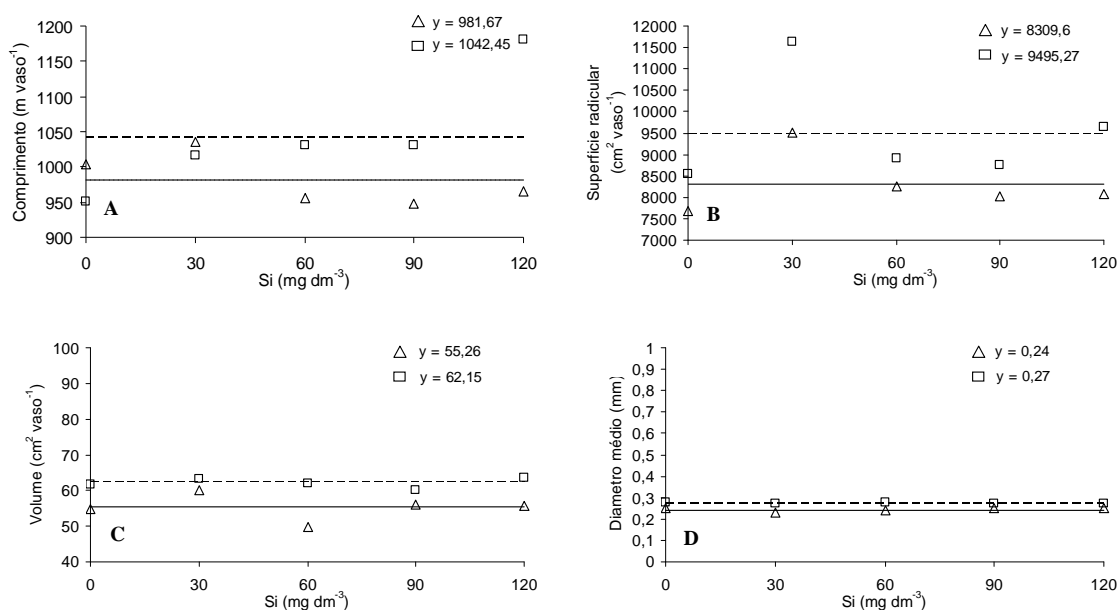 y = 981,67
y = 1042,45
Comprimento (m vaso⁻¹)
1200
1150
1100
1050
1000
950
900
A
0 30 60 90 120
Si (mg dm⁻³)
y = 8309,6
y = 9495,27
Superficie radicular
(cm² vaso⁻¹)
12000
11500
11000
10500
10000
9500
9000
8500
8000
7500
7000
B
0 30 60 90 120
Si (mg dm⁻³)
y = 55,26
y = 62,15
Volume (cm² vaso⁻¹)
100
90
80
70
60
50
40
C
0 30 60 90 120
Si (mg dm⁻³)
y = 0,24
y = 0,27
Diametro médio (mm)
1
0,9
0,8
0,7
0,6
0,5
0,4
0,3
0,2
0,1
0
D
0 30 60 90 120
Si (mg dm⁻³)